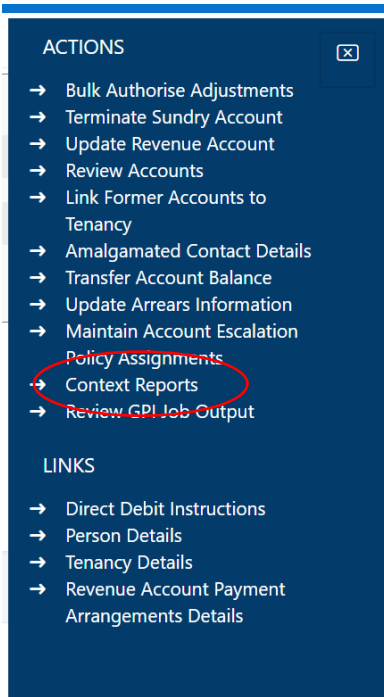 ACTIONS
→ Bulk Authorise Adjustments
→ Terminate Sundry Account
→ Update Revenue Account
→ Review Accounts
→ Link Former Accounts to
Tenancy
→ Amalgamated Contact Details
→ Transfer Account Balance
→ Update Arrears Information
→ Maintain Account Escalation
Policy Assignments
→ Context Reports
→ Review GPI Job Output
LINKS
→ Direct Debit Instructions
→ Person Details
→ Tenancy Details
→ Revenue Account Payment
Arrangements Details